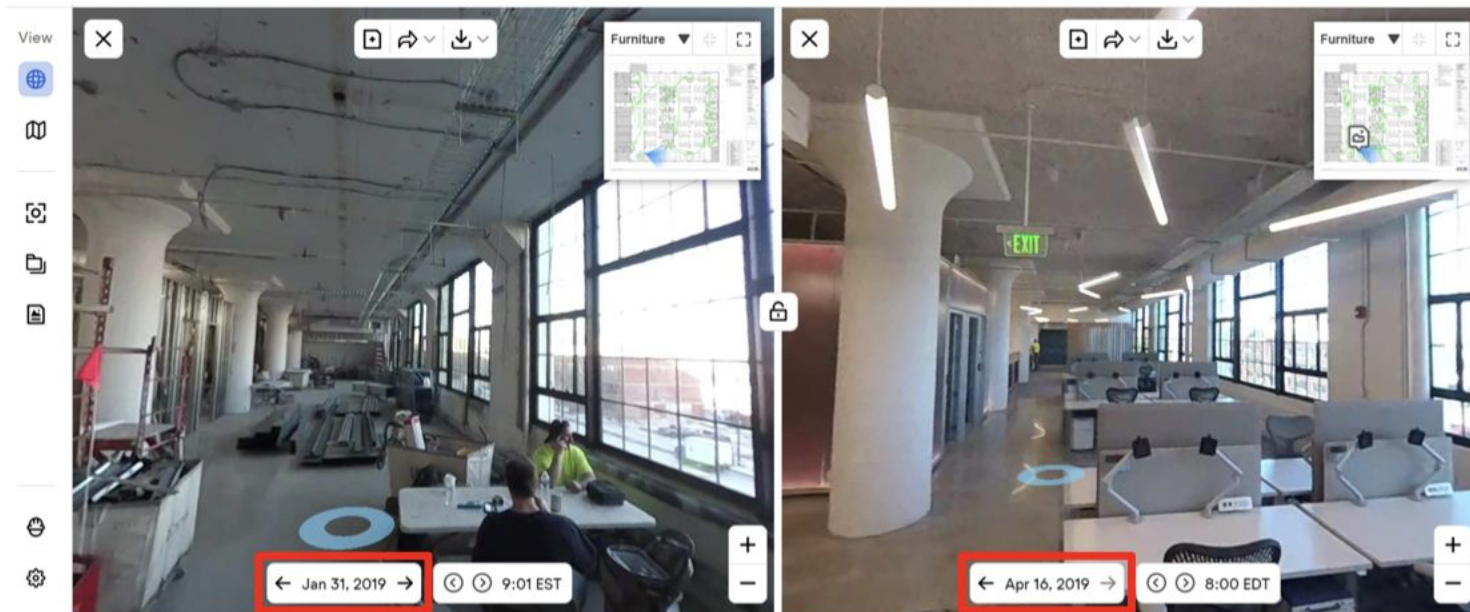 View
Furniture
Furniture
EXIT
Jan 31, 2019
9:01 EST
Apr 16, 2019
8:00 EDT